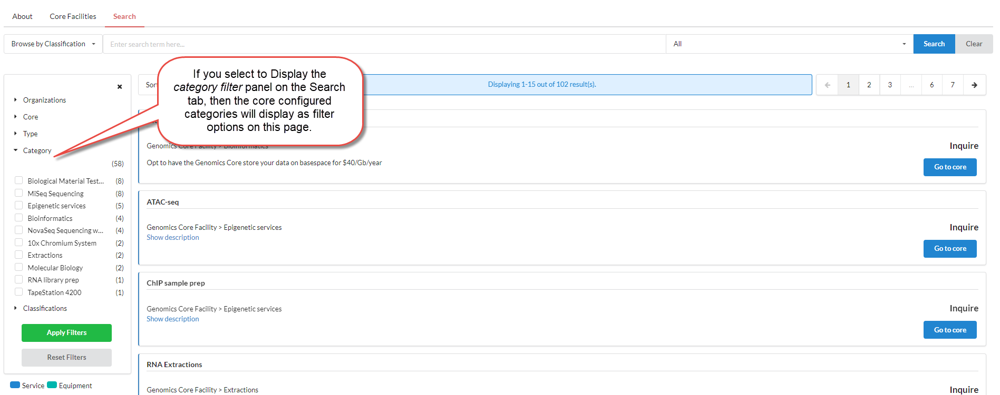 About Core Facilities Search
Browse by Classification Enter search term here... All Search Clear
If you select to Display the
category filter panel on the Search
tab, then the core configured
categories will display as filter
options on this page.
Displaying 1-15 out of 102 result(s).
1 2 3 ... 6 7
Organizations
Core
Type
Category
(58)
Biological Material Test... (8)
MiSeq Sequencing (8)
Epigenetic services (5)
Bioinformatics (4)
NovaSeq Sequencing w... (4)
10x Chromium System (2)
Extractions (2)
Molecular Biology (2)
RNA library prep (1)
TapeStation 4200 (1)
Classifications
Apply Filters
Reset Filters
Service Equipment
Genomics Core Facility > Bioinformatics
Inquire
Opt to have the Genomics Core store your data on basespace for $40/Gb/year
Go to core
ATAC-seq
Genomics Core Facility > Epigenetic services
Inquire
Show description
Go to core
ChIP sample prep
Genomics Core Facility > Epigenetic services
Inquire
Show description
Go to core
RNA Extractions
Genomics Core Facility > Extractions
Inquire